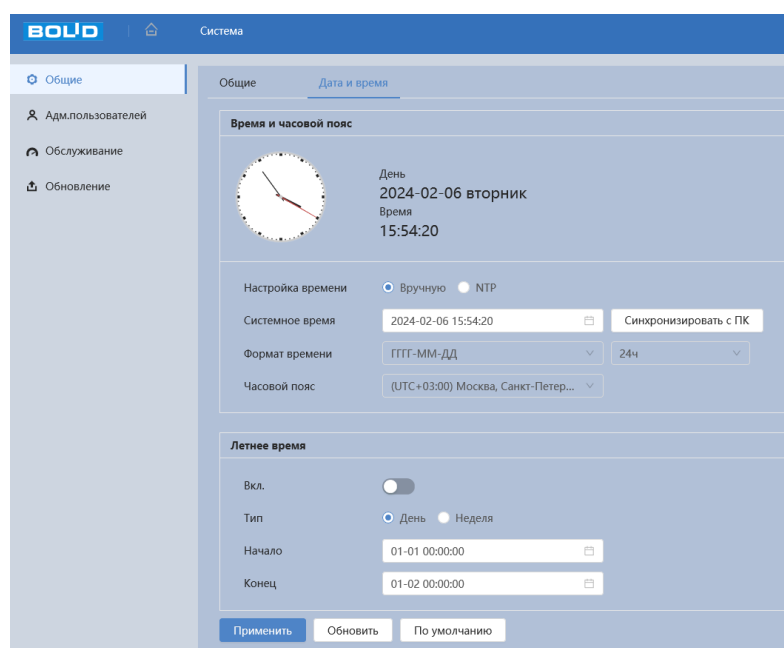 BOLID Система
Общие
Адм.пользователей
Обслуживание
Обновление
Общие Дата и время
Время и часовой пояс
День
2024-02-06 вторник
Время
15:54:20
Настройка времени Вручную NTP
Системное время 2024-02-06 15:54:20 Синхронизировать с ПК
Формат времени ГГГГ-ММ-ДД 24ч
Часовой пояс (UTC+03:00) Москва, Санкт-Петер...
Летнее время
Вкл.
Тип День Неделя
Начало 01-01 00:00:00
Конец 01-02 00:00:00
Применить Обновить По умолчанию